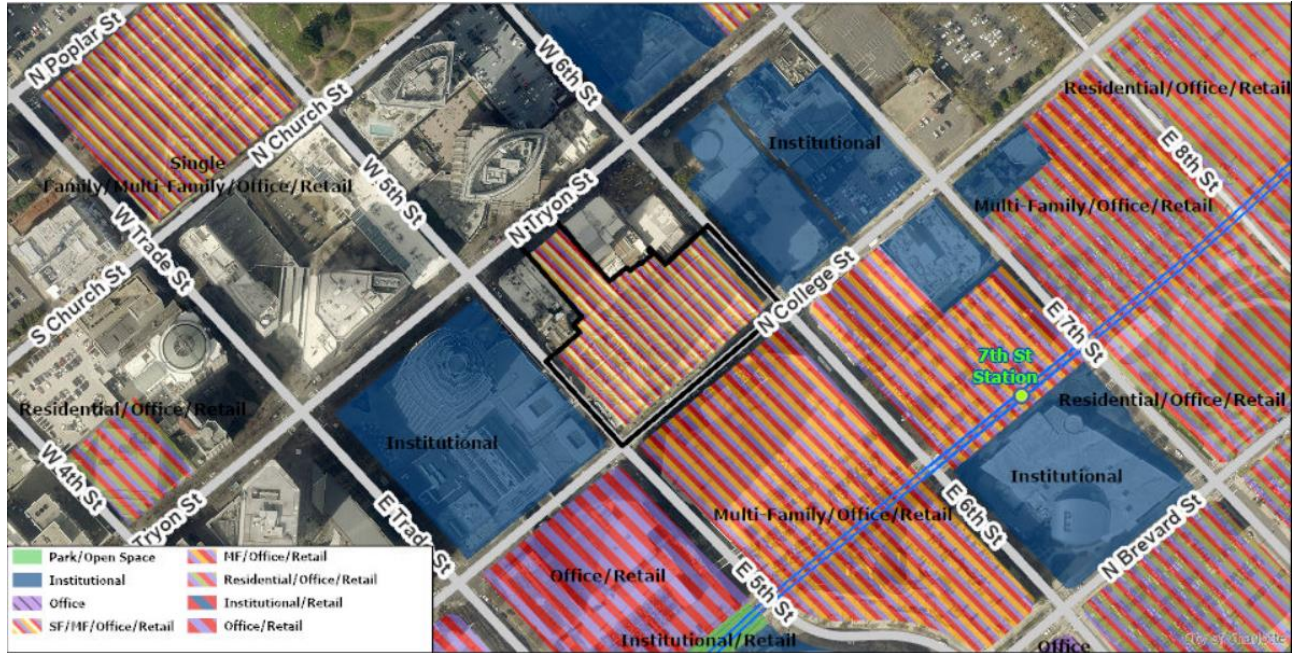 N Poplar St
W 6th St
Residential/Office/Retail
N Church St
Institutional
E 8th St
Single
Family/Multi-Family/Office/Retail
W 5th St
N Tryon St
Multi-Family/Office/Retail
W Trade St
N College St
S Church St
E 7th St
7th St
Station
Residential/Office/Retail
Residential/Office/Retail
Institutional
Institutional
W 4th St
Tryon St
E Trade St
Multi-Family/Office/Retail
E 6th St
N Brevard St
Office/Retail
E 5th St
Institutional/Retail
Office
City of Charlotte
Park/Open Space
Institutional
Office
SF/MF/Office/Retail
MF/Office/Retail
Residential/Office/Retail
Institutional/Retail
Office/Retail